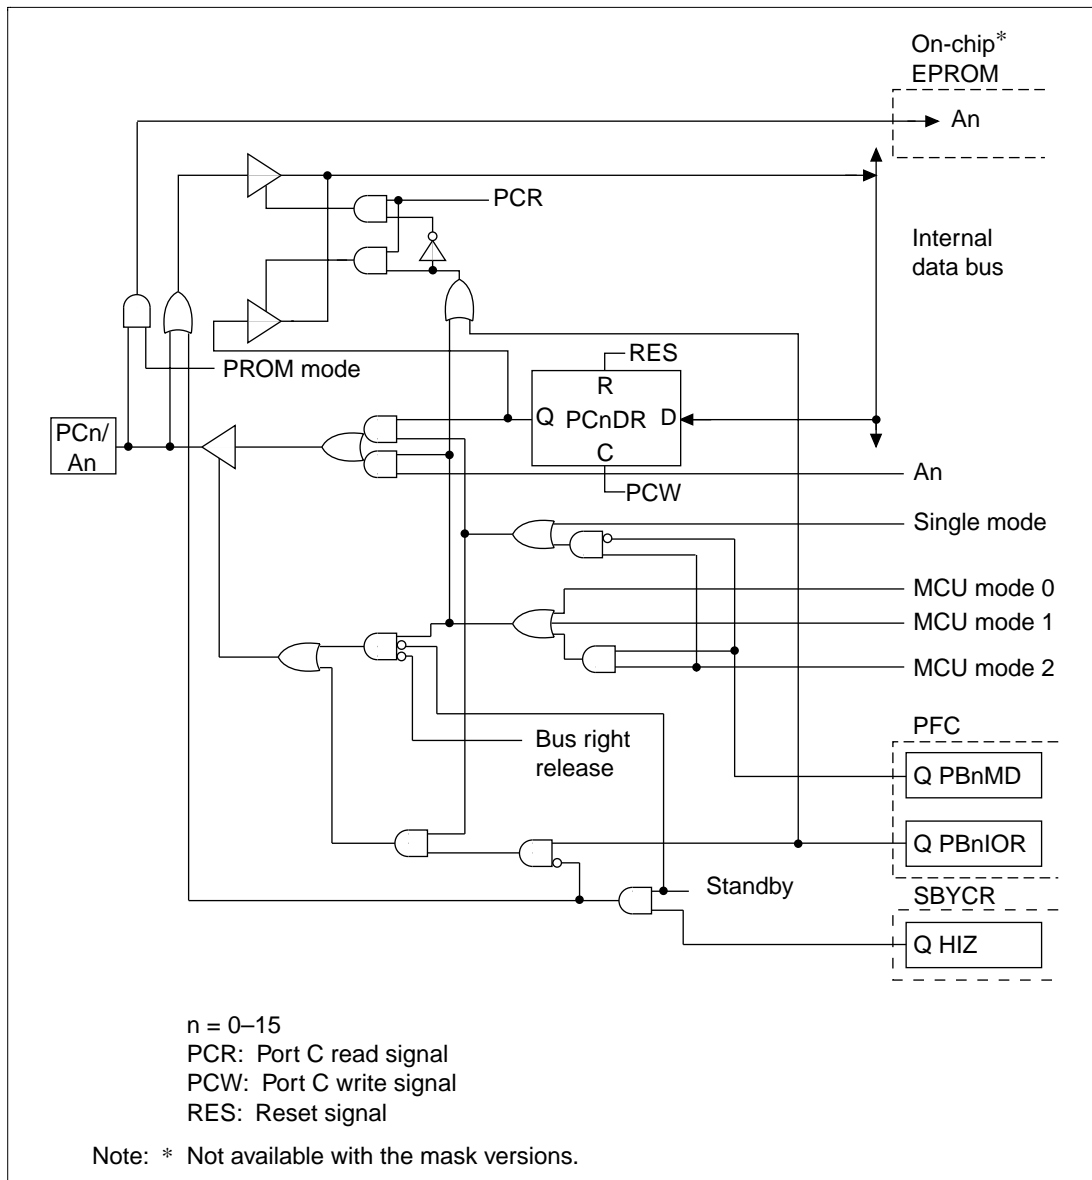 On-chip*
EPROM
An
PCR
Internal
data bus
PROM mode
RES
R
Q PCnDR D
C
PCW
PCn/
An
An
Single mode
MCU mode 0
MCU mode 1
MCU mode 2
Bus right
release
PFC
Q PBnMD
Q PBnIOR
Standby
SBYCR
Q HIZ
n = 0–15
PCR: Port C read signal
PCW: Port C write signal
RES: Reset signal
Note: * Not available with the mask versions.